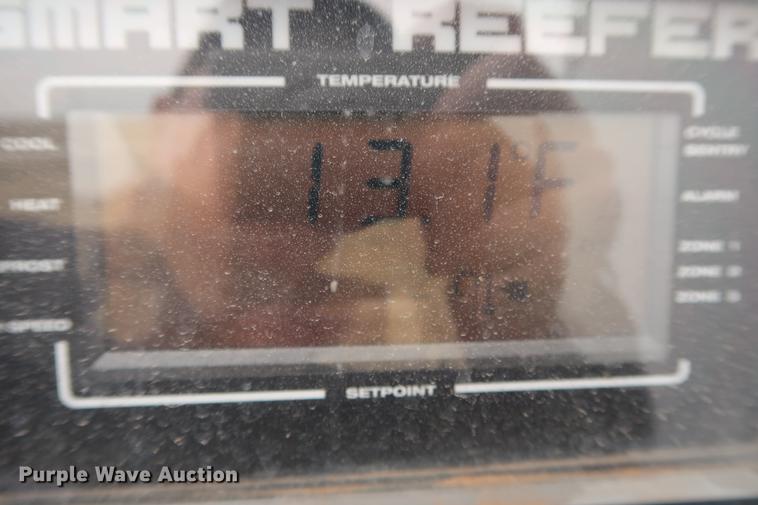 SMART REEFER
TEMPERATURE
COOL
CYCLE
SENTRY
13 1°F
HEAT
ALARM
ZONE 1
ZONE 2
ZONE 3
SPEED
SETPOINT
Purple Wave Auction